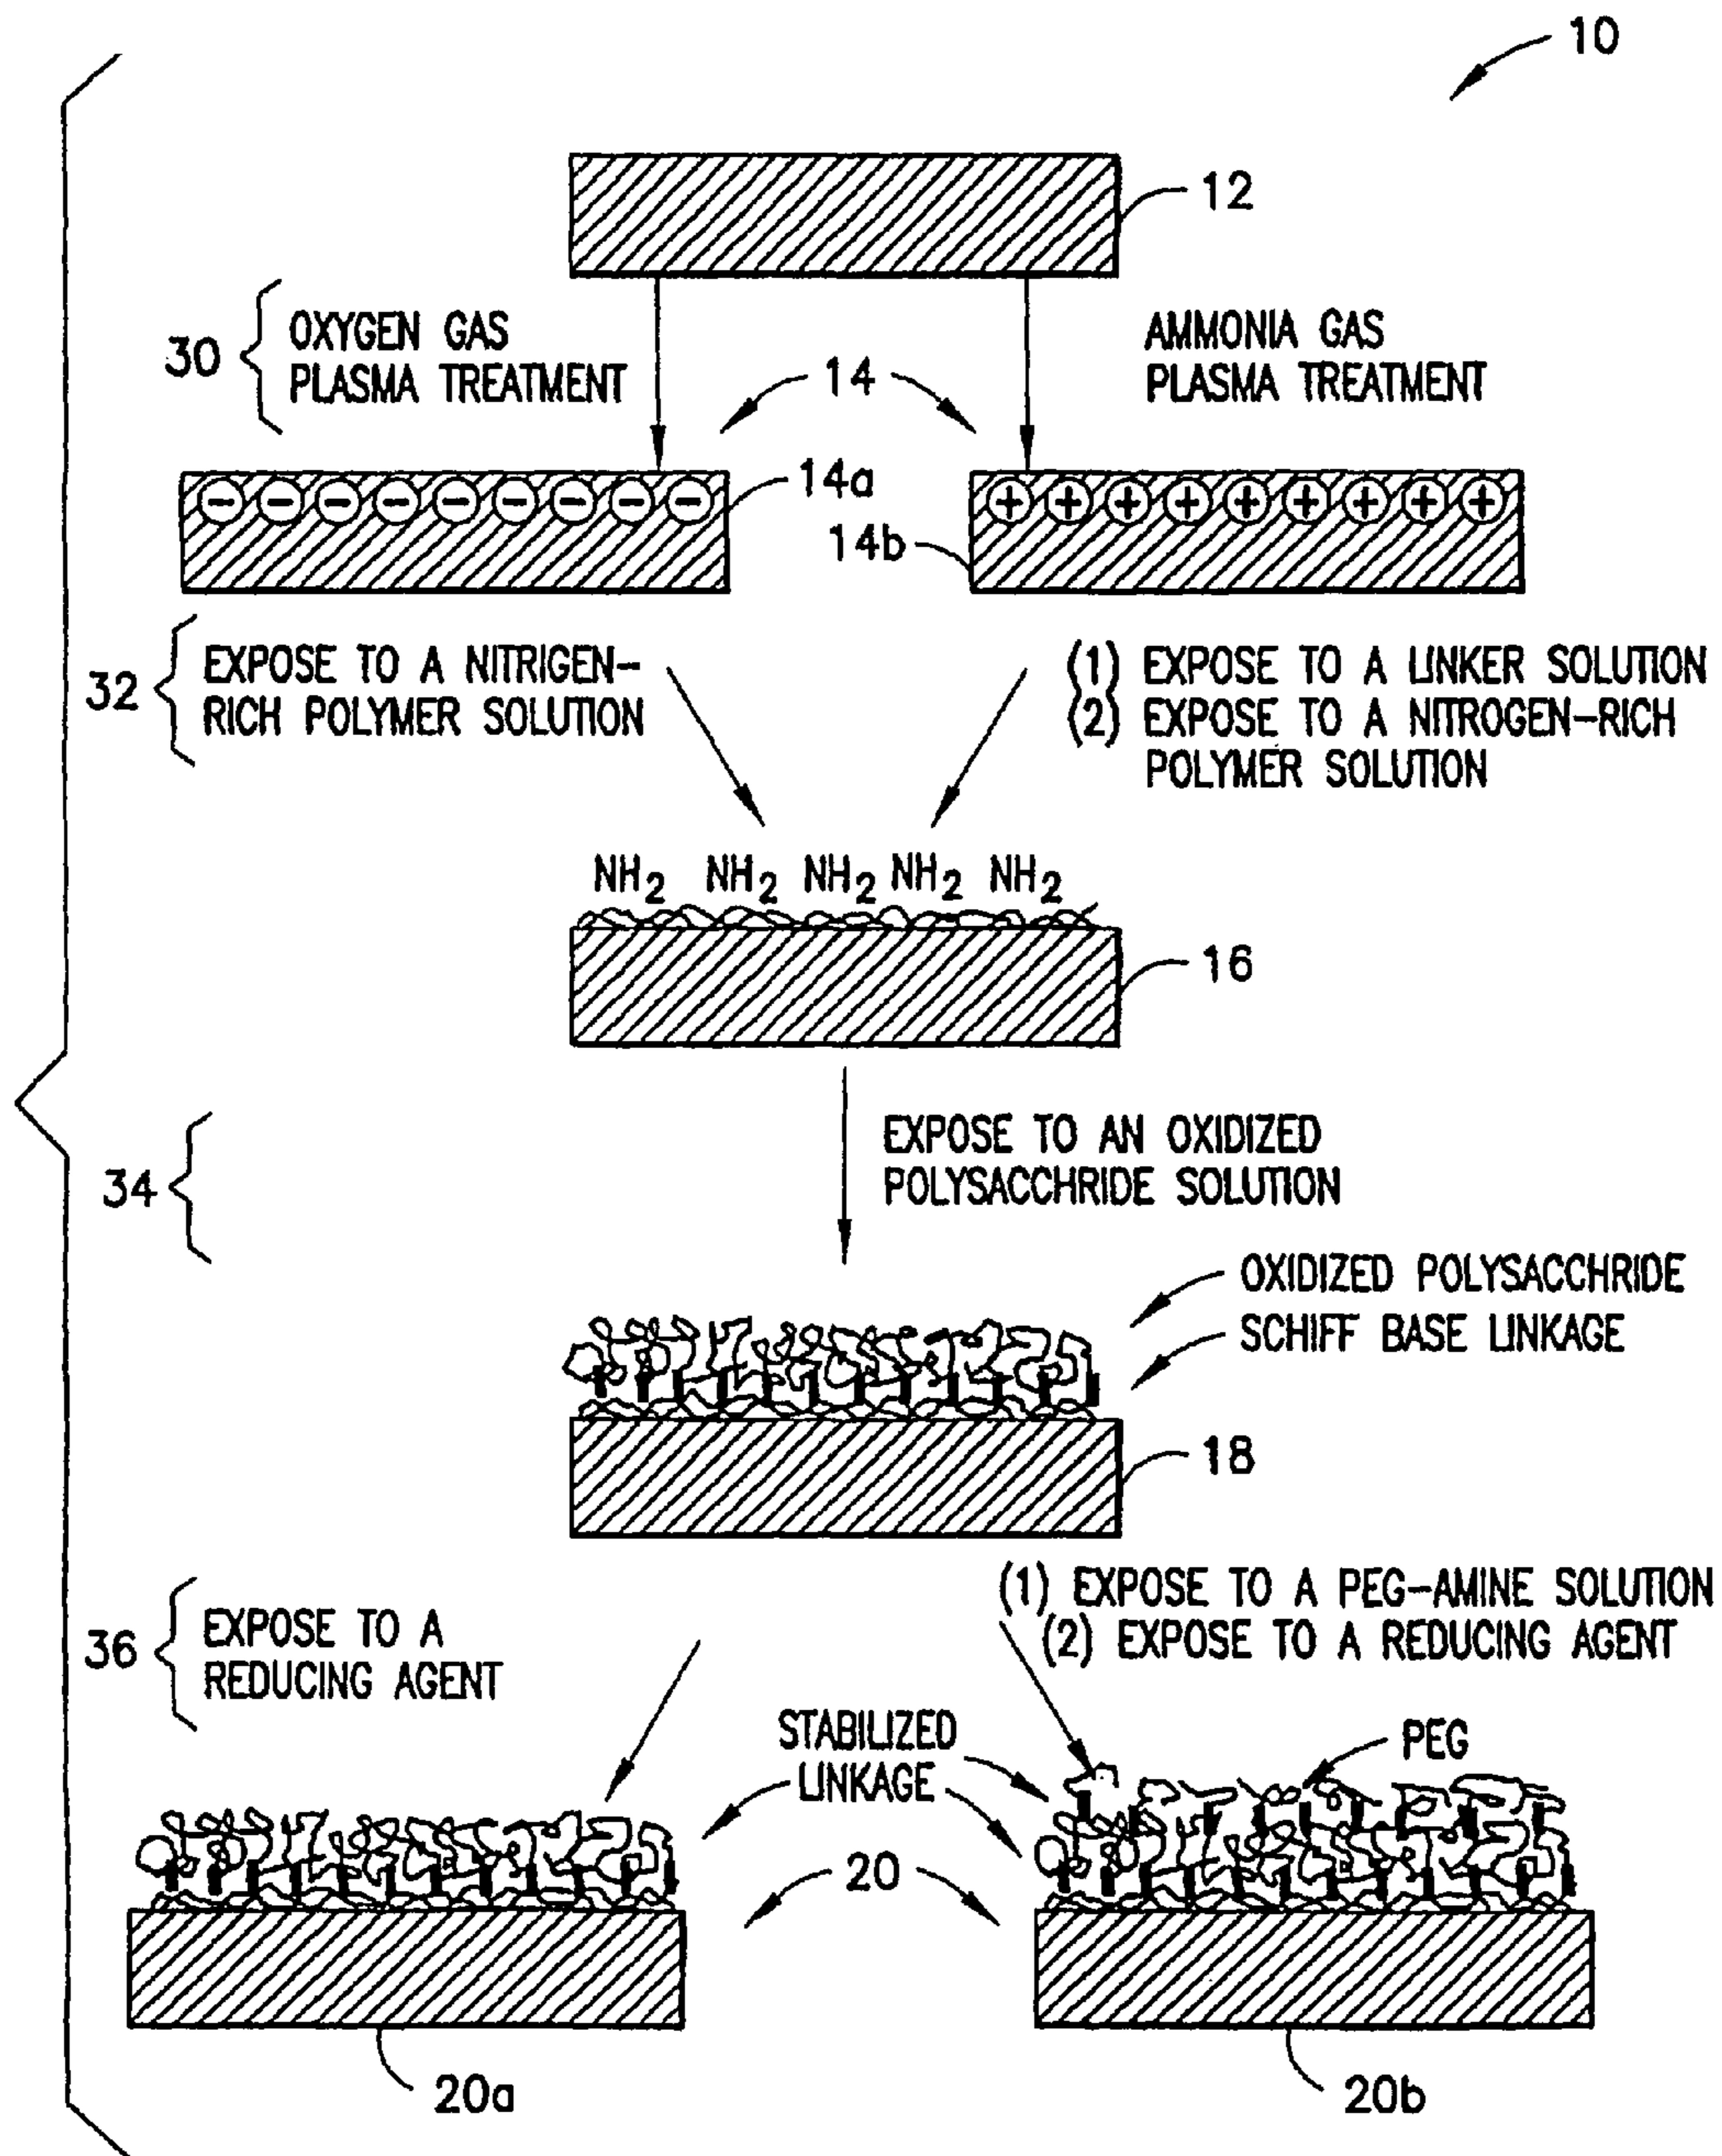 10
12
30
OXYGEN GAS
PLASMA TREATMENT
14
AMMONIA GAS
PLASMA TREATMENT
14a
14b
32
EXPOSE TO A NITRIGEN-
RICH POLYMER SOLUTION
(1) EXPOSE TO A LINKER SOLUTION
(2) EXPOSE TO A NITROGEN-RICH
POLYMER SOLUTION
NH2 NH2 NH2 NH2 NH2
16
34
EXPOSE TO AN OXIDIZED
POLYSACCHRIDE SOLUTION
OXIDIZED POLYSACCHRIDE
SCHIFF BASE LINKAGE
18
36
EXPOSE TO A
REDUCING AGENT
(1) EXPOSE TO A PEG-AMINE SOLUTION
(2) EXPOSE TO A REDUCING AGENT
STABILIZED
LINKAGE
PEG
20
20a
20b